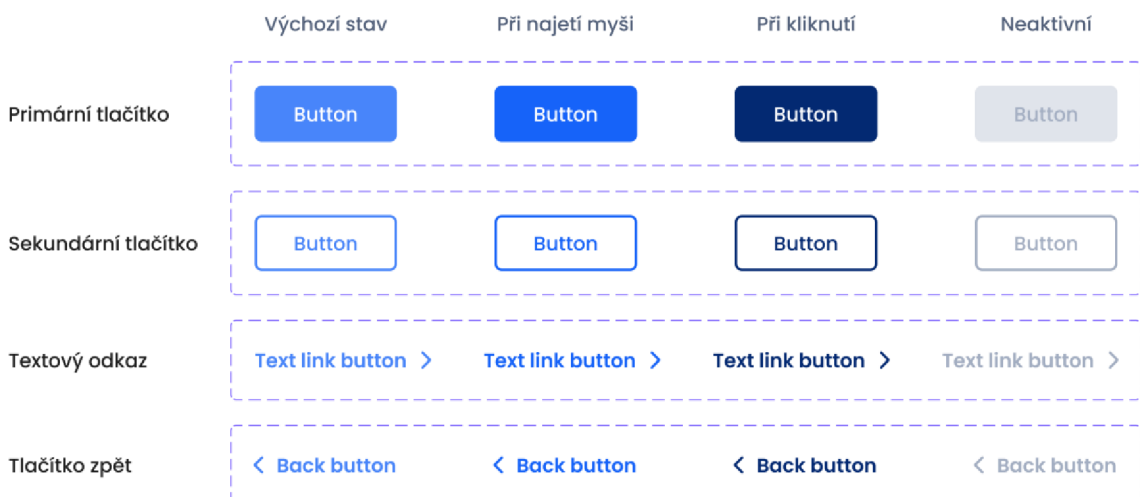 Výchozí stav Při najetí myši Při kliknutí Neaktivní
Primární tlačítko Button Button Button Button
Sekundární tlačítko Button Button Button Button
Textový odkaz Text link button Text link button Text link button Text link button
Tlačítko zpět Back button Back button Back button Back button